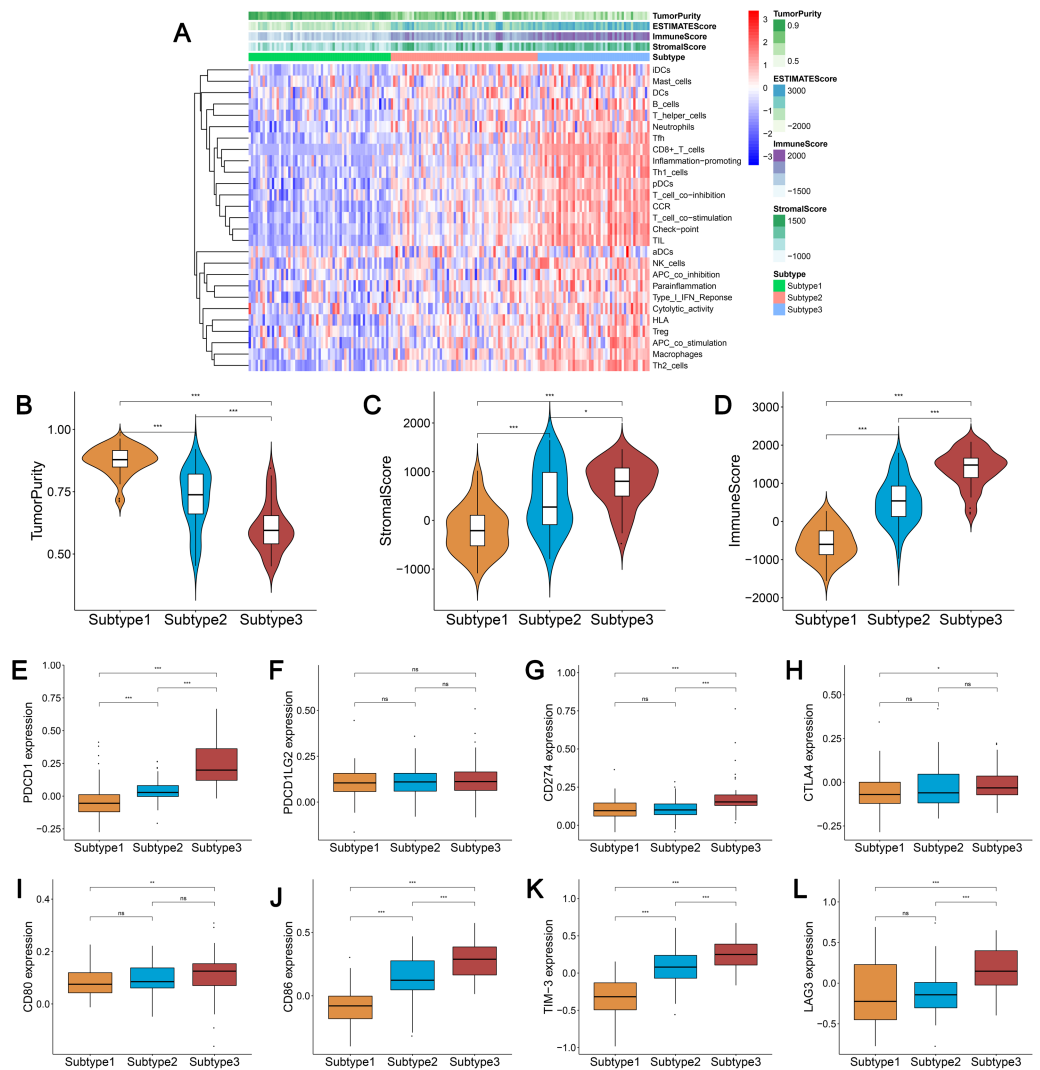 A
TumorPurity
ESTIMATEScore
ImmuneScore
StromalScore
Subtype
iDCs
Mast_cells
DCs
B_cells
T_helper_cells
Neutrophils
Tfh
CD8+_T_cells
Inflammation-promoting
Th1_cells
pDCs
T_cell_co-inhibition
CCR
T_cell_co-stimulation
Check-point
TIL
aDCs
NK_cells
APC_co_inhibition
Parainflammation
Type_I_IFN_Reponse
Cytolytic_activity
HLA
Treg
APC_co_stimulation
Macrophages
Th2_cells
3
2
1
0
−1
−2
−3
TumorPurity
0.9
0.5
ESTIMATEScore
3000
−2000
ImmuneScore
2000
−1500
StromalScore
1500
−1000
Subtype
Subtype1
Subtype2
Subtype3
B
TumorPurity
1.00
0.75
0.50
***
***
***
Subtype1 Subtype2 Subtype3
C
StromalScore
2000
1000
0
−1000
***
***
*
Subtype1 Subtype2 Subtype3
D
ImmuneScore
3000
2000
1000
0
−1000
−2000
***
***
***
Subtype1 Subtype2 Subtype3
E
PDCD1 expression
1.00
0.75
0.50
0.25
0.00
−0.25
***
***
***
Subtype1 Subtype2 Subtype3
F
PDCD1LG2 expression
0.50
0.25
0.00
ns
ns
ns
Subtype1 Subtype2 Subtype3
G
CD274 expression
1.00
0.75
0.50
0.25
0.00
***
ns
***
Subtype1 Subtype2 Subtype3
H
CTLA4 expression
0.50
0.25
0.00
−0.25
*
ns
ns
Subtype1 Subtype2 Subtype3
I
CD80 expression
0.4
0.2
0.0
**
ns
ns
Subtype1 Subtype2 Subtype3
J
CD86 expression
0.5
0.0
***
***
***
Subtype1 Subtype2 Subtype3
K
TIM−3 expression
1.0
0.5
0.0
−0.5
−1.0
***
***
***
Subtype1 Subtype2 Subtype3
L
LAG3 expression
1.0
0.5
0.0
−0.5
***
ns
***
Subtype1 Subtype2 Subtype3